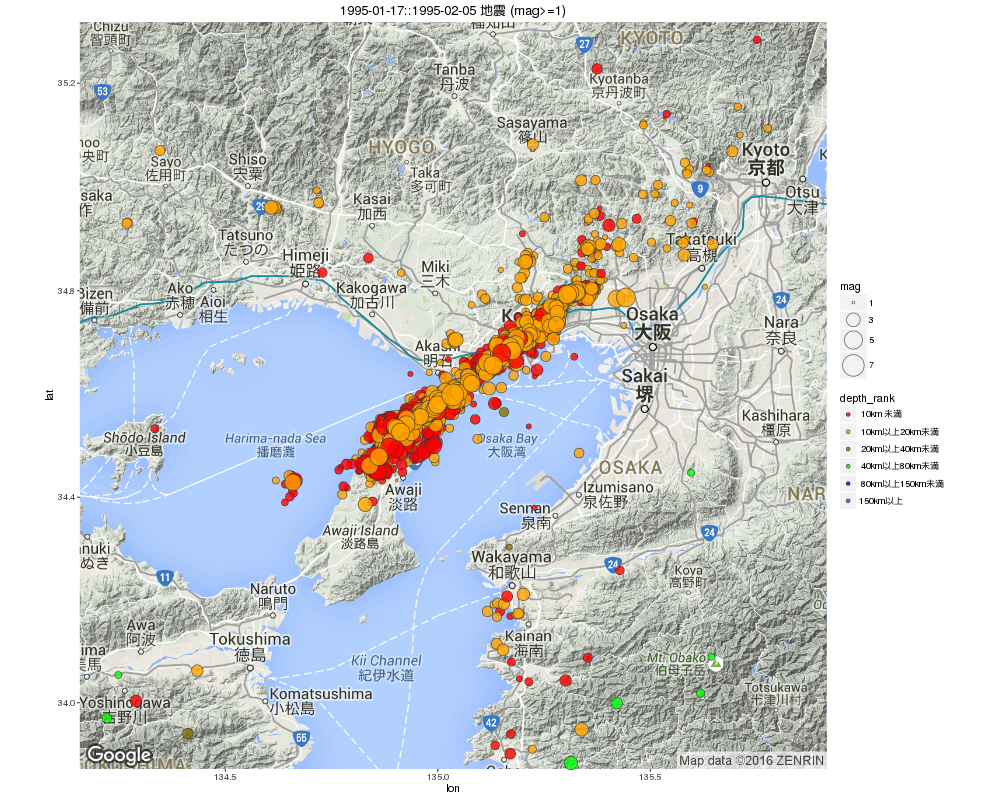 1995-01-17::1995-02-05 地震 (mag>=1)
Chizu
智頭町
福知山
27
KYOTO
35.2
53
Tanba
丹波
Kyotanba
京丹波町
Sasayama
篠山
HYOGO
Sayo
佐用町
Shiso
宍粟
Taka
多可町
Kyoto
京都
9
Otsu
大津
Kasai
加西
29
Tatsuno
たつの
Himeji
姫路
Takatsuki
高槻
Miki
三木
34.8
Bizen
備前
Ako
赤穂
Aioi
相生
Kakogawa
加古川
24
Osaka
大阪
Nara
奈良
Akashi
明石
Sakai
堺
Kashihara
橿原
Shōdo Island
小豆島
Harima-nada Sea
播磨灘
Osaka Bay
大阪湾
OSAKA
Izumisano
泉佐野
34.4
Awaji
淡路
Sennan
泉南
NAR
Awaji Island
淡路島
24
Wakayama
和歌山
24
Koya
高野町
11
Naruto
鳴門
Awa
阿波
Tokushima
徳島
Kainan
海南
Kii Channel
紀伊水道
Mt. Obako
伯母子岳
Totsukawa
十津川村
Komatsushima
小松島
34.0
Yoshinogawa
吉野川
42
55
Google
Map data ©2016 ZENRIN
134.5
135.0
135.5
lon
lat
mag
1
3
5
7
depth_rank
10km未満
10km以上20km未満
20km以上40km未満
40km以上80km未満
80km以上150km未満
150km以上